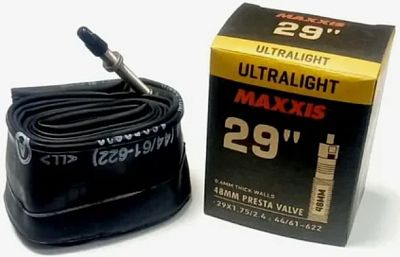 29"
ULTRALIGHT
ULTRALIGHT
MAXXIS
29"
0.6MM THICK WALLS
48MM PRESTA VALVE
29X1.75/2.4 · 44/61-622
48MM
(44/61-622)